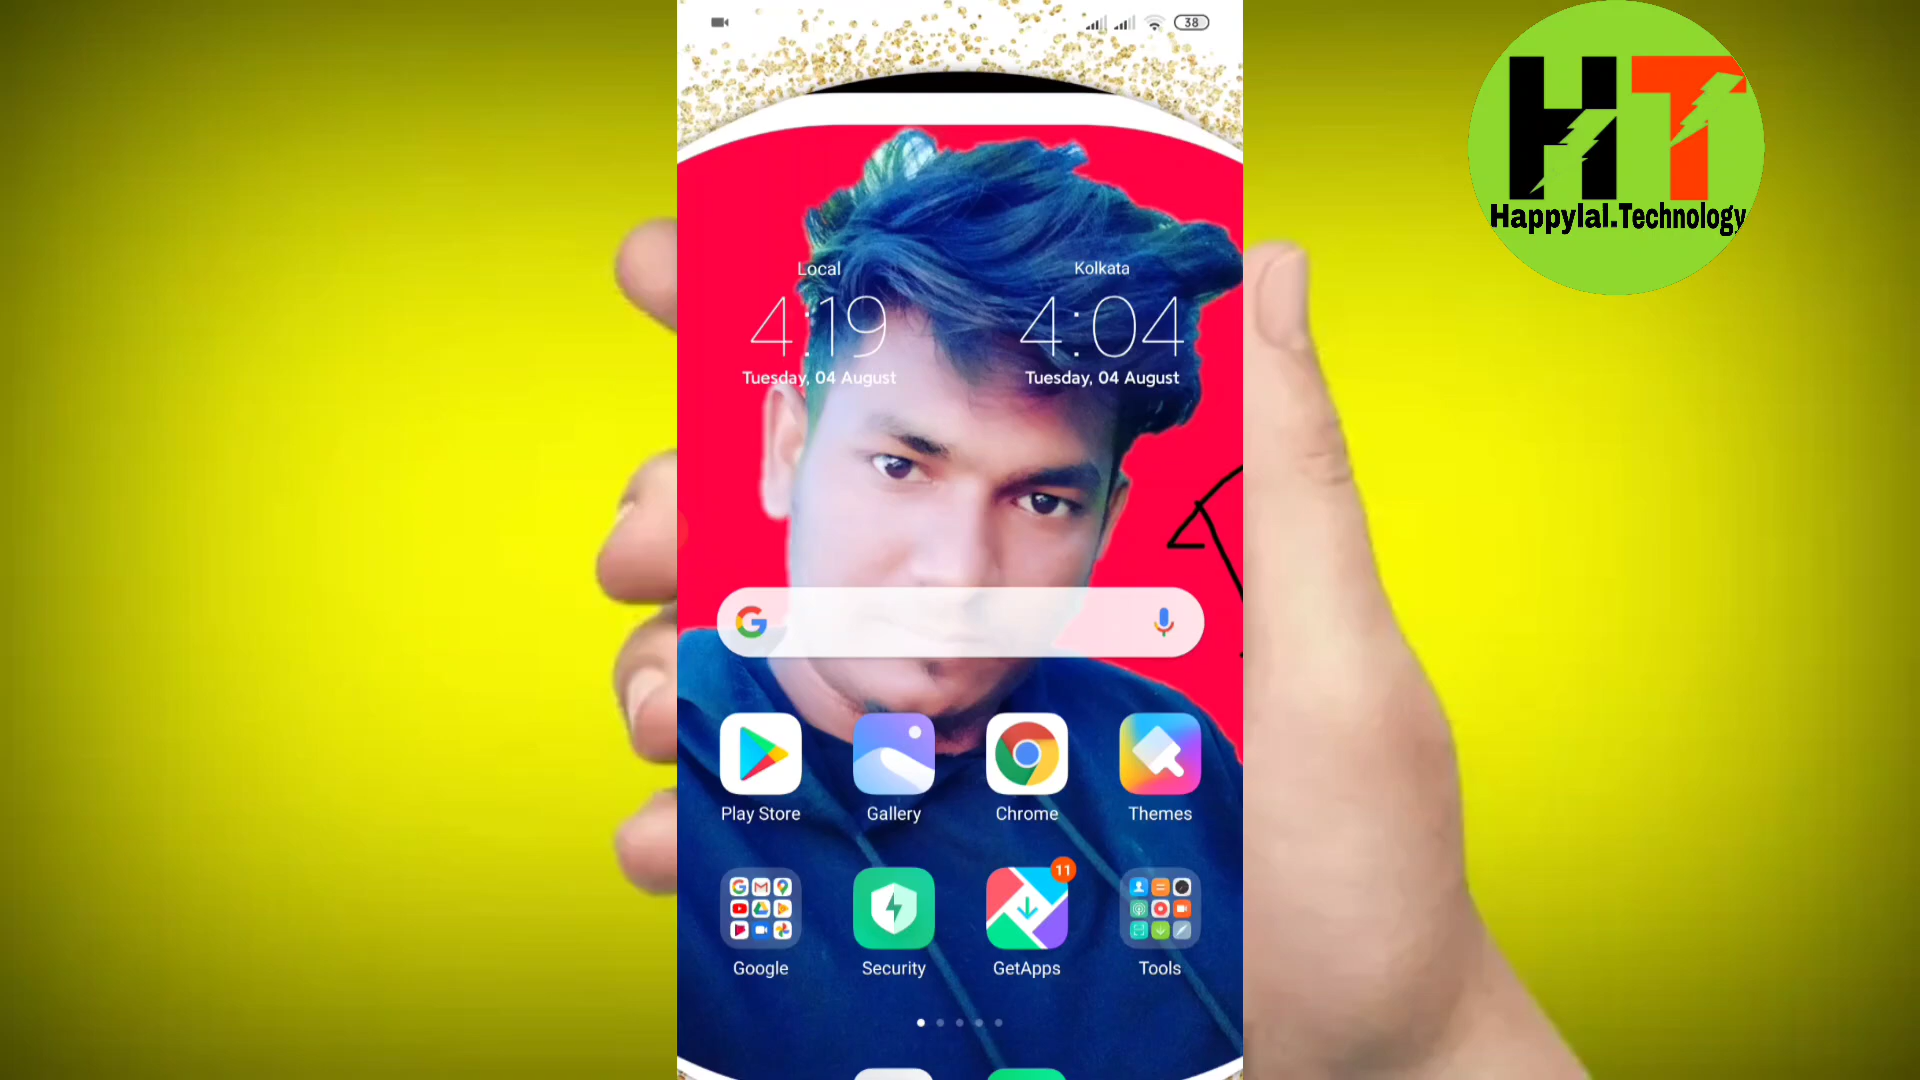 38
HT
Happylal.Technology
Local
Kolkata
4:19
4:04
Tuesday, 04 August
Tuesday, 04 August
G
Play Store
Gallery
Chrome
Themes
11
Google
Security
GetApps
Tools